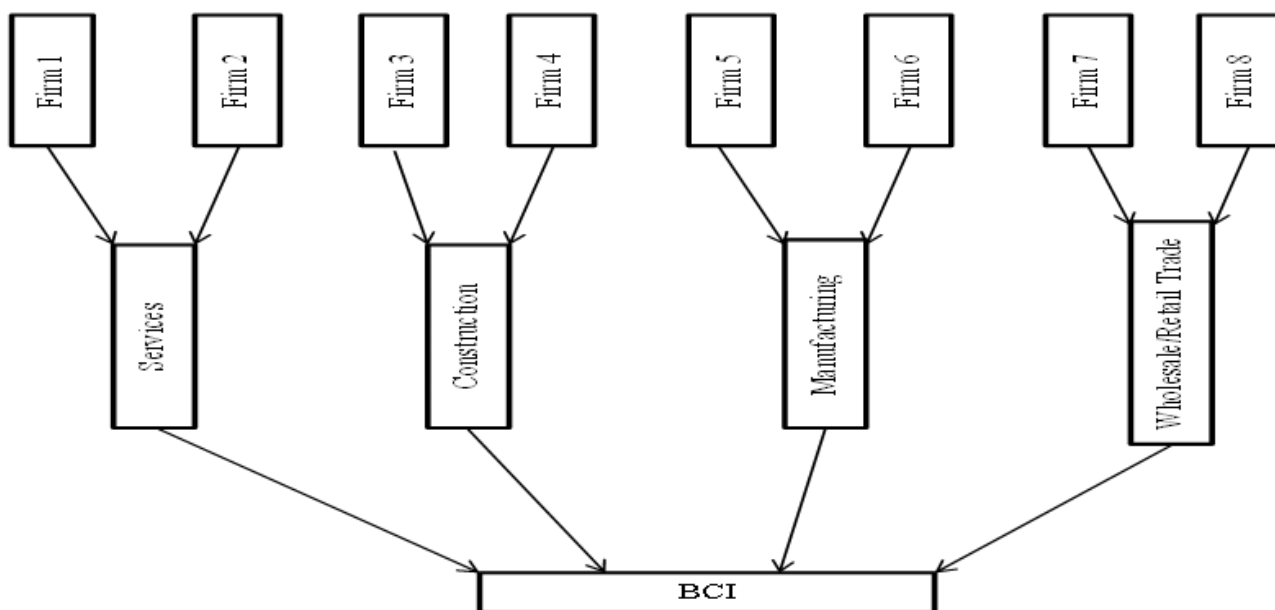 Firm 1
Firm 2
Firm 3
Firm 4
Firm 5
Firm 6
Firm 7
Firm 8
Services
Construction
Manufacturing
Wholesale/Retail Trade
BCI